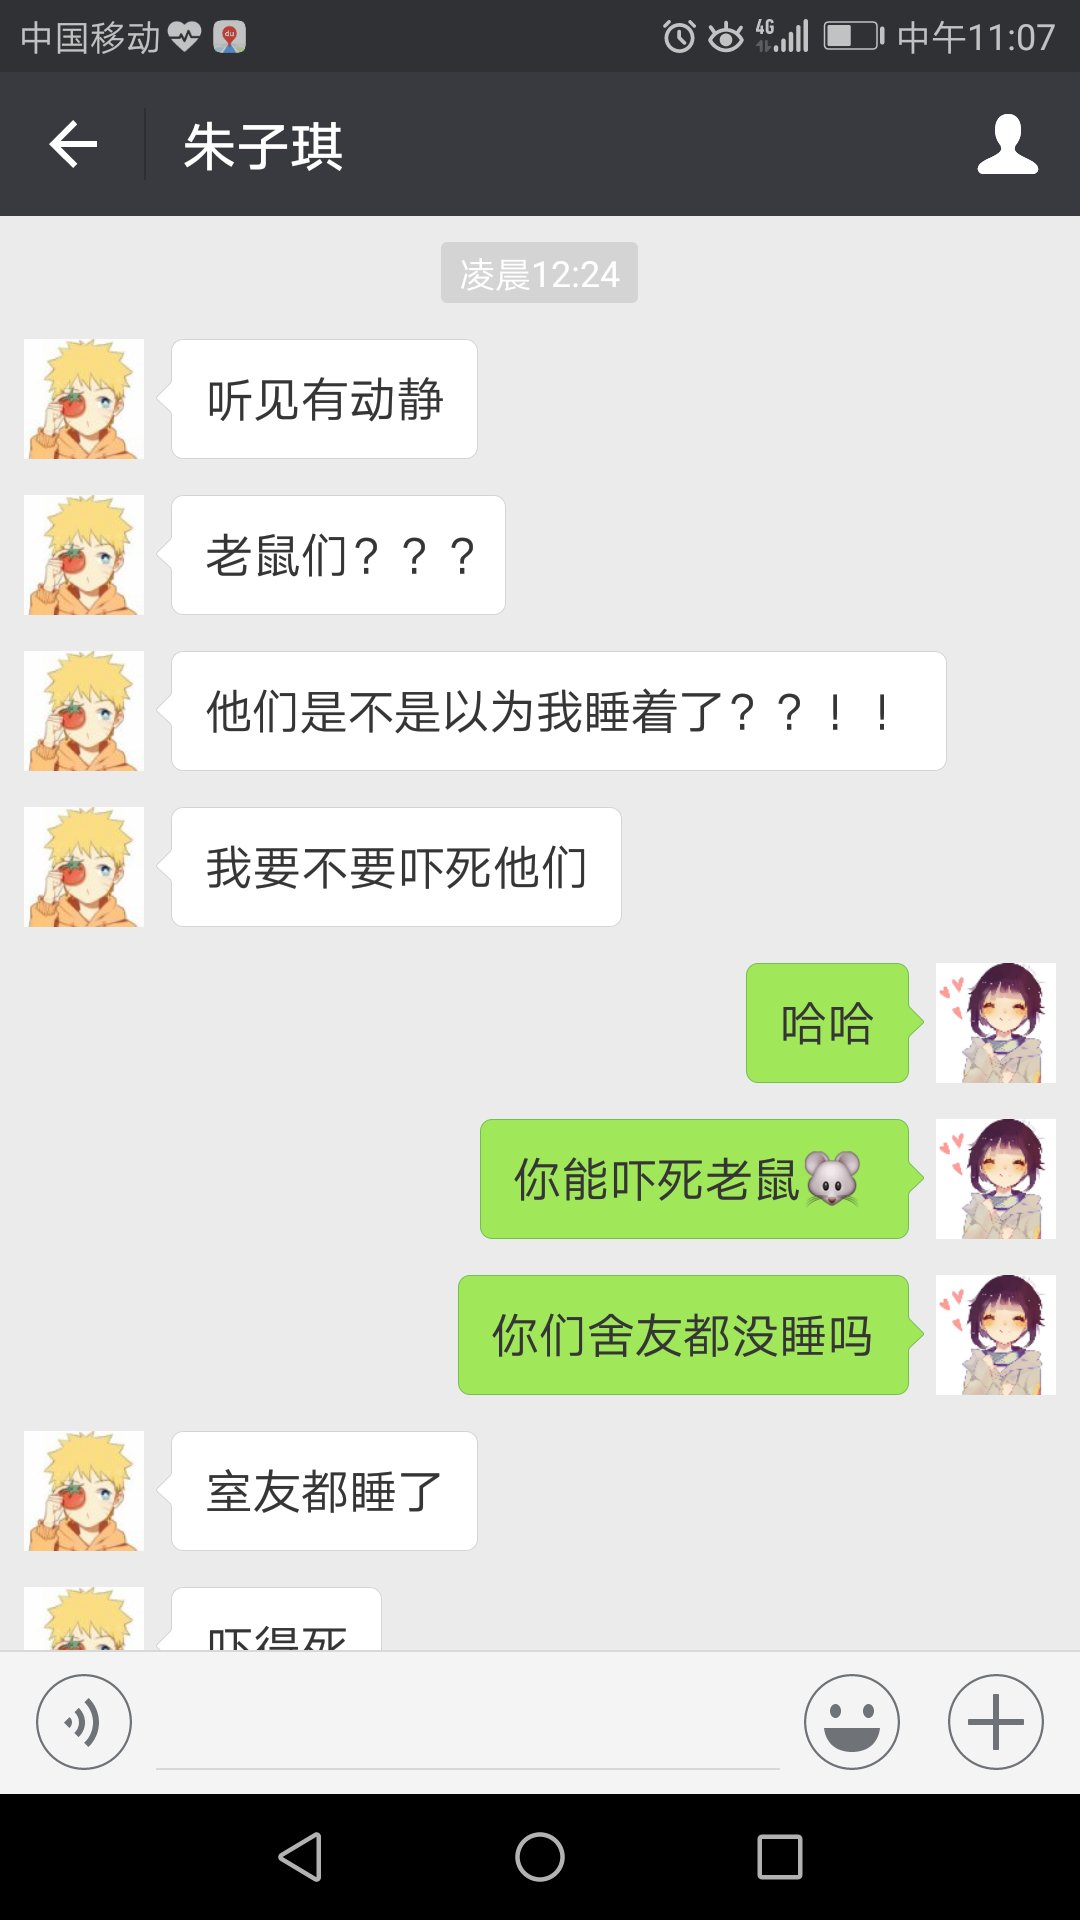 中国移动 4G 中午11:07
朱子琪
凌晨12:24
听见有动静
老鼠们？？？
他们是不是以为我睡着了？？！！
我要不要吓死他们
哈哈
你能吓死老鼠🐭
你们舍友都没睡吗
室友都睡了
吓得死